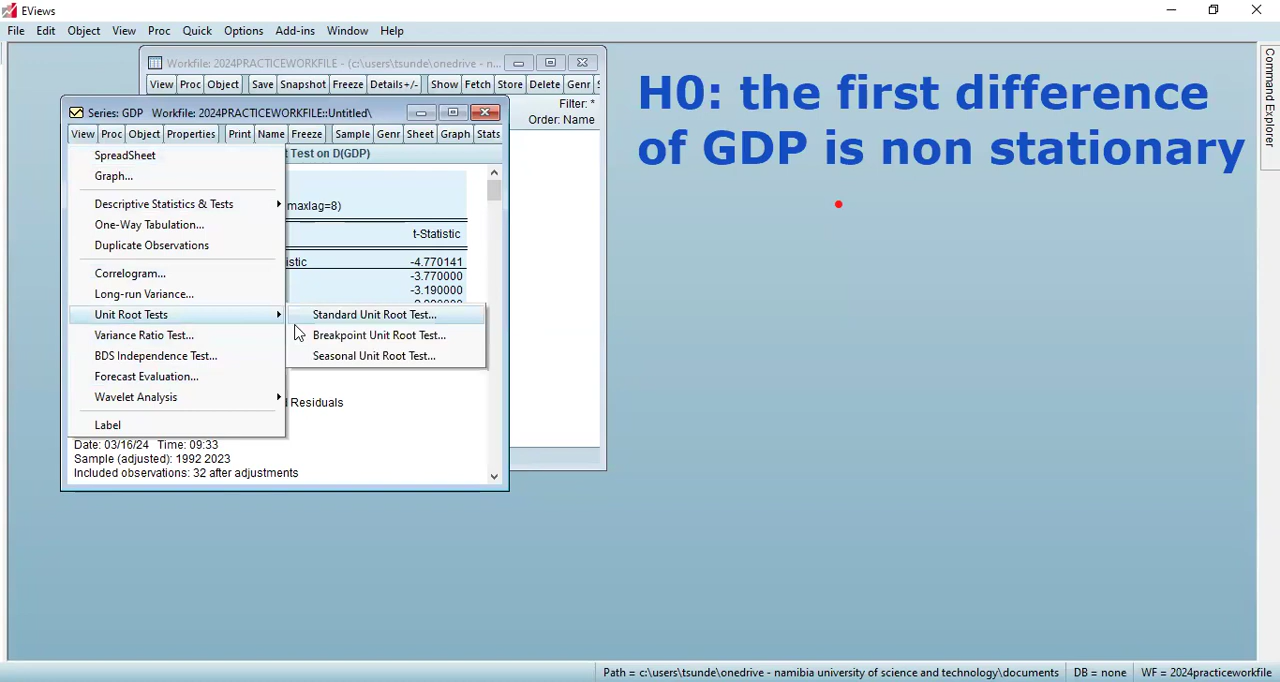 EViews
File Edit Object View Proc Quick Options Add-ins Window Help
Command Explorer
H0: the first difference
of GDP is non stationary
Workfile: 2024PRACTICEWORKFILE - (c:\users\tsunde\onedrive - n...
View Proc Object Save Snapshot Freeze Details+/- Show Fetch Store Delete Genr
Filter: *
Order: Name
Series: GDP Workfile: 2024PRACTICEWORKFILE::Untitled\
View Proc Object Properties Print Name Freeze Sample Genr Sheet Graph Stats
Test on D(GDP)
maxlag=8)
t-Statistic
istic -4.770141
-3.770000
-3.190000
SpreadSheet
Graph...
Descriptive Statistics & Tests
One-Way Tabulation...
Duplicate Observations
Correlogram...
Long-run Variance...
Unit Root Tests
Variance Ratio Test...
BDS Independence Test...
Forecast Evaluation...
Wavelet Analysis
Label
Standard Unit Root Test...
Breakpoint Unit Root Test...
Seasonal Unit Root Test...
Residuals
Date: 03/16/24 Time: 09:33
Sample (adjusted): 1992 2023
Included observations: 32 after adjustments
Path = c:\users\tsunde\onedrive - namibia university of science and technology\documents DB = none WF = 2024practiceworkfile